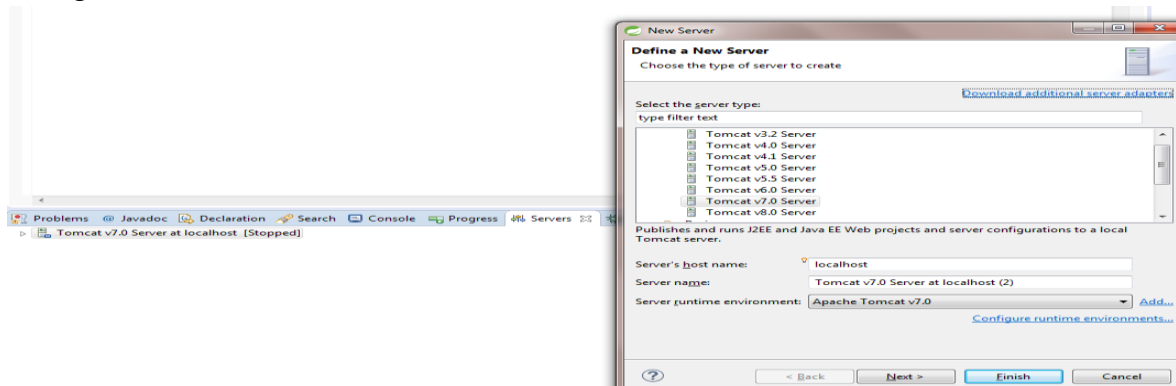 New Server
Define a New Server
Choose the type of server to create
Download additional server adapters
Select the server type:
type filter text
Tomcat v3.2 Server
Tomcat v4.0 Server
Tomcat v4.1 Server
Tomcat v5.0 Server
Tomcat v5.5 Server
Tomcat v6.0 Server
Tomcat v7.0 Server
Tomcat v8.0 Server
Publishes and runs J2EE and Java EE Web projects and server configurations to a local
Tomcat server.
Server's host name: localhost
Server name: Tomcat v7.0 Server at localhost (2)
Server runtime environment: Apache Tomcat v7.0 Add...
Configure runtime environments...
< Back Next > Finish Cancel
Problems Javadoc Declaration Search Console Progress Servers
Tomcat v7.0 Server at localhost [Stopped]